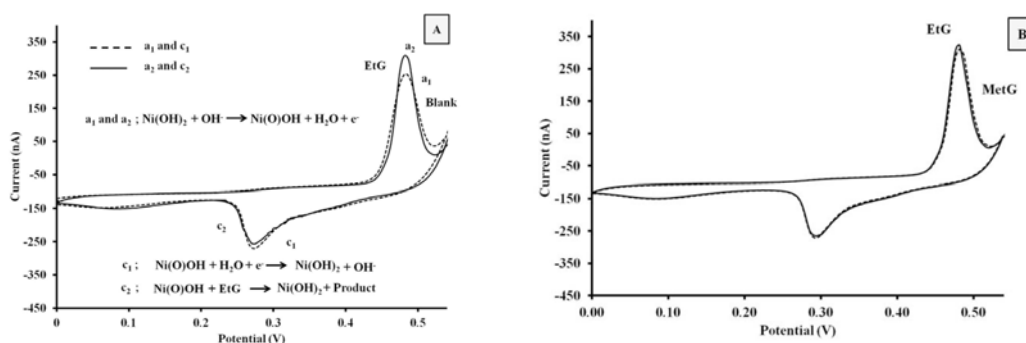 A
350
250
150
50
-50
-150
-250
-350
-450
Current (nA)
a₁ and c₁
a₂ and c₂
EtG
a₂
a₁
Blank
a₁ and a₂ ; Ni(OH)₂ + OH⁻ ⟶ Ni(O)OH + H₂O + e⁻
c₂
c₁
c₁ ; Ni(O)OH + H₂O + e⁻ ⟶ Ni(OH)₂ + OH⁻
c₂ ; Ni(O)OH + EtG ⟶ Ni(OH)₂ + Product
0 0.1 0.2 0.3 0.4 0.5
Potential (V)
B
350
250
150
50
-50
-150
-250
-350
-450
Current (nA)
EtG
MetG
0.00 0.10 0.20 0.30 0.40 0.50
Potential (V)